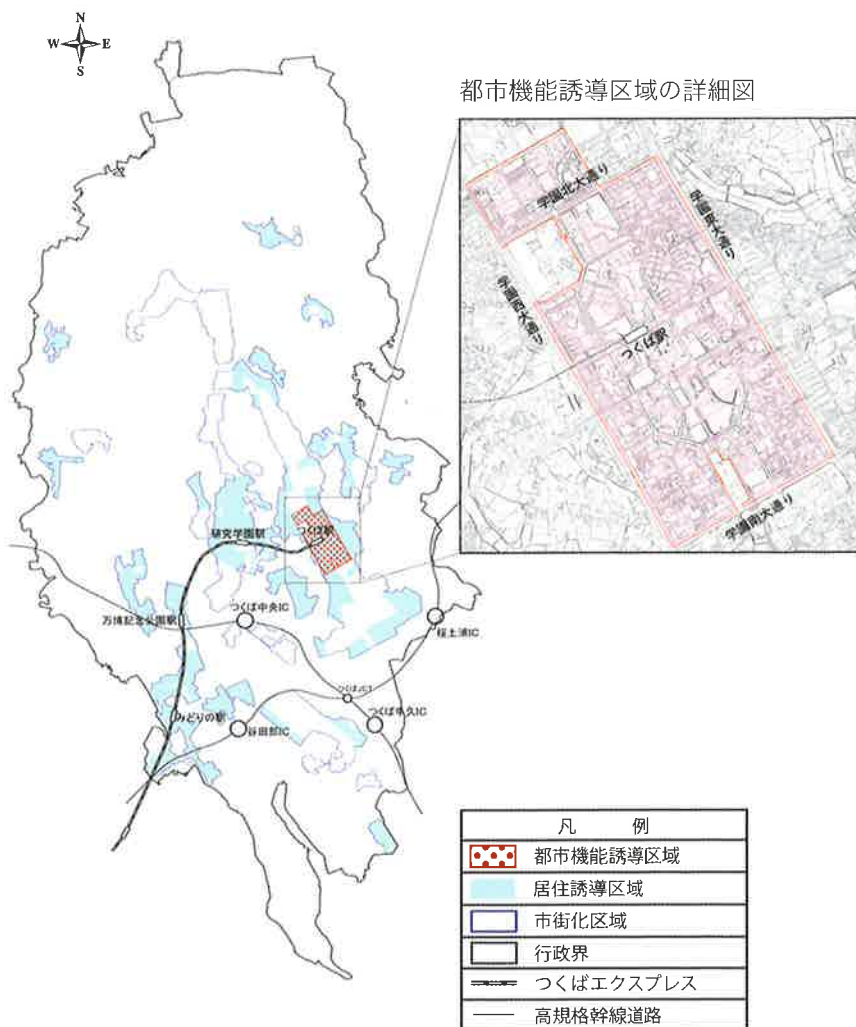 N
W E
S
都市機能誘導区域の詳細図
学園北大通り
学園東大通り
学園西大通り
つくば駅
学園南大通り
研究学園駅
つくば駅
万博記念公園駅
つくば中央IC
桜土浦IC
つくばJCT
みどりの駅
谷田部IC
つくば牛久IC
凡 例
都市機能誘導区域
居住誘導区域
市街化区域
行政界
つくばエクスプレス
高規格幹線道路